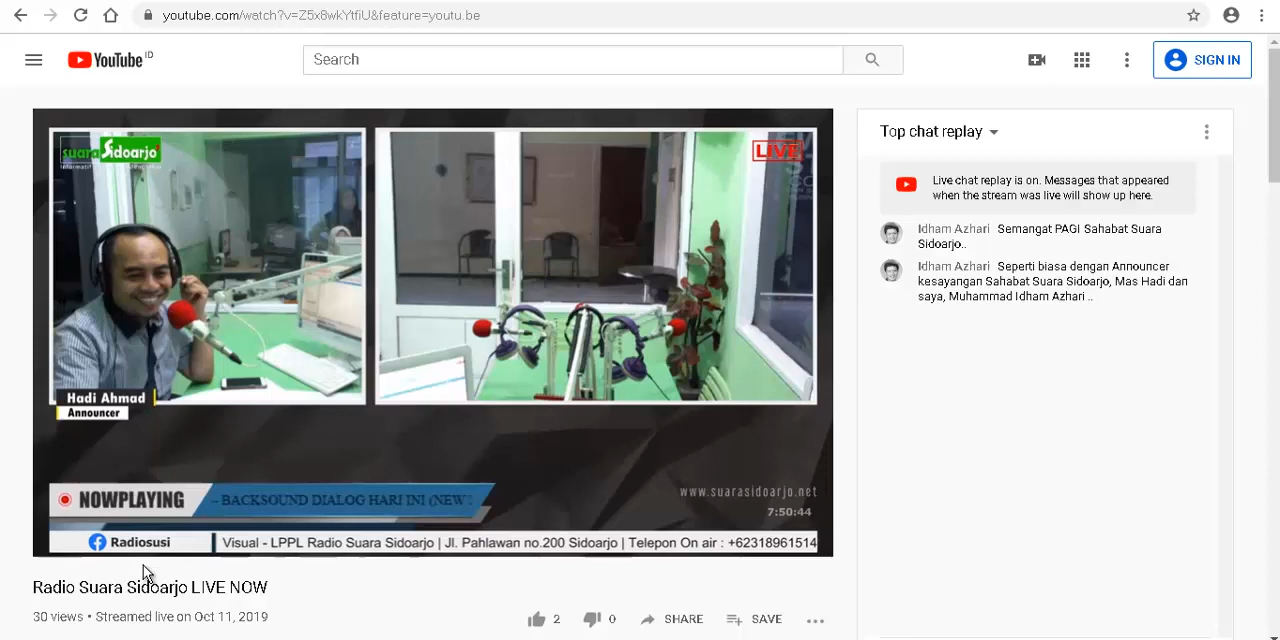 youtube.com/watch?v=Z5x8wkYtfiU&feature=youtu.be
YouTube ID
Search
SIGN IN
suara Sidoarjo
LIVE
Hadi Ahmad
Announcer
NOWPLAYING
- BACKSOUND DIALOG HARI INI (NEW
www.suarasidoarjo.net
7:50:44
Radiosusi
Visual - LPPL Radio Suara Sidoarjo | Jl. Pahlawan no.200 Sidoarjo | Telepon On air : +62318961514
Radio Suara Sidoarjo LIVE NOW
30 views • Streamed live on Oct 11, 2019
2
0
SHARE
SAVE
Top chat replay
Live chat replay is on. Messages that appeared
when the stream was live will show up here.
Idham Azhari Semangat PAGI Sahabat Suara
Sidoarjo..
Idham Azhari Seperti biasa dengan Announcer
kesayangan Sahabat Suara Sidoarjo, Mas Hadi dan
saya, Muhammad Idham Azhari ..